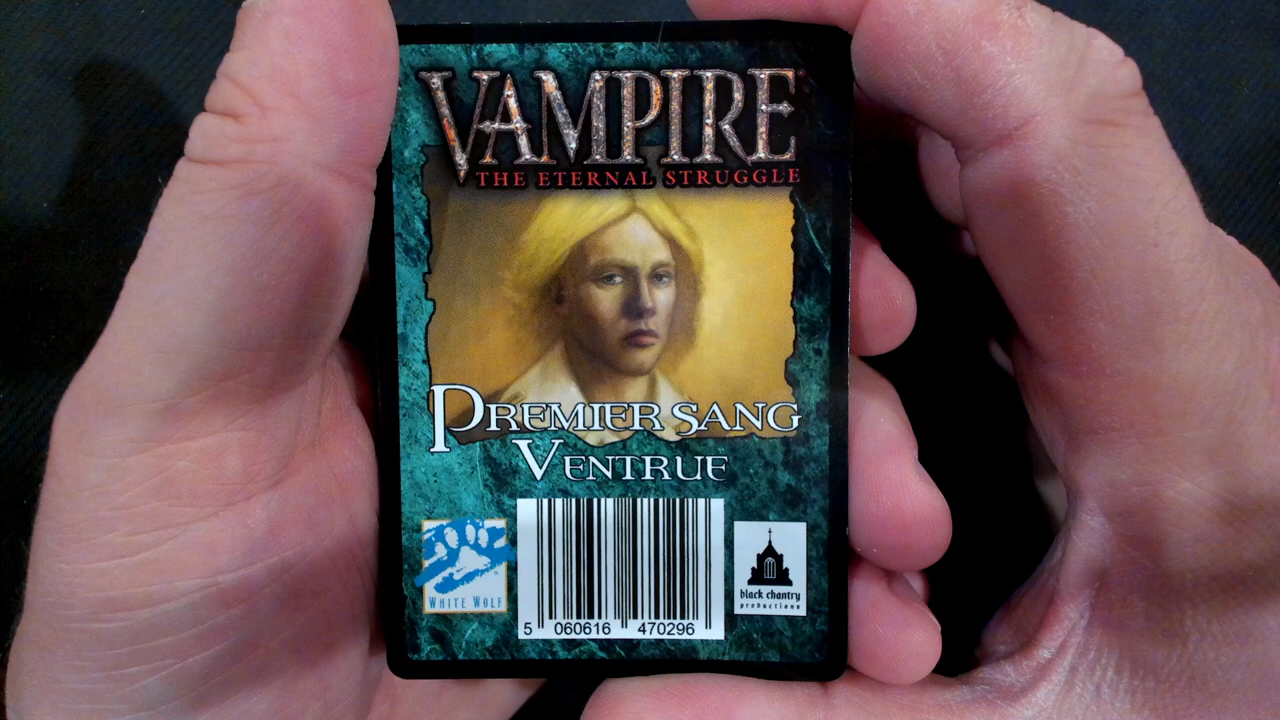 VAMPIRE
THE ETERNAL STRUGGLE
PREMIER SANG
VENTRUE
WHITE WOLF
5 060616 470296
black chantry
productions